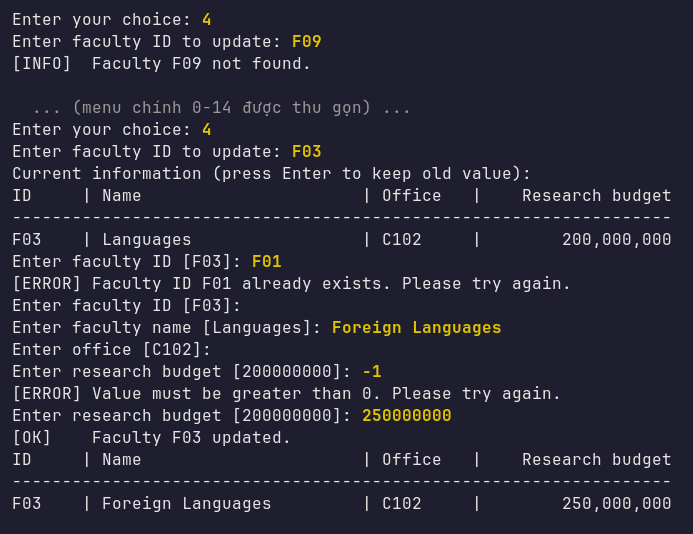 Enter your choice: 4
Enter faculty ID to update: F09
[INFO]  Faculty F09 not found.
... (menu chính 0-14 được thu gọn) ...
Enter your choice: 4
Enter faculty ID to update: F03
Current information (press Enter to keep old value):
ID     | Name                      | Office   |    Research budget
------------------------------------------------------------------
F03    | Languages                 | C102     |        200,000,000
Enter faculty ID [F03]: F01
[ERROR] Faculty ID F01 already exists. Please try again.
Enter faculty ID [F03]:
Enter faculty name [Languages]: Foreign Languages
Enter office [C102]:
Enter research budget [200000000]: -1
[ERROR] Value must be greater than 0. Please try again.
Enter research budget [200000000]: 250000000
[OK]    Faculty F03 updated.
ID     | Name                      | Office   |    Research budget
------------------------------------------------------------------
F03    | Foreign Languages         | C102     |        250,000,000